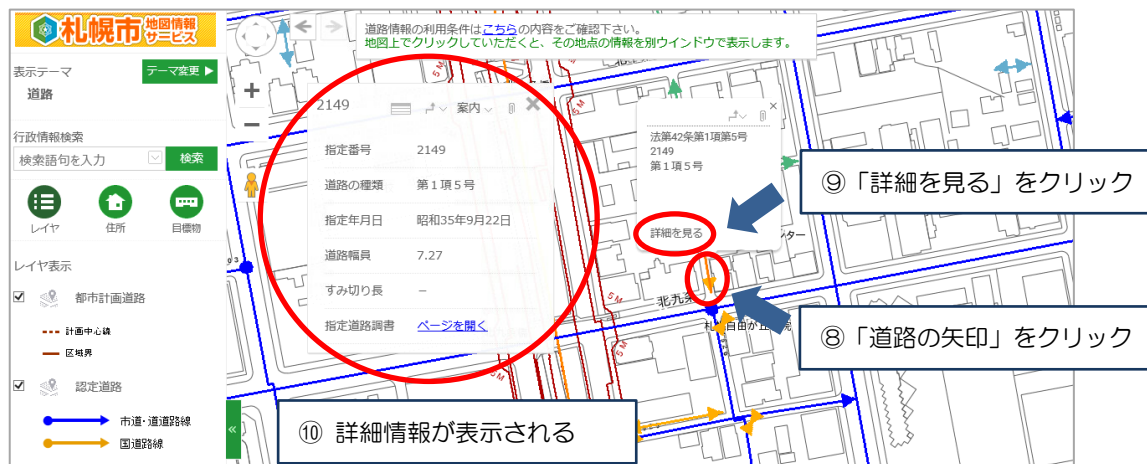 札幌市 地図情報サービス
表示テーマ
テーマ変更 ▶
道路
行政情報検索
検索語句を入力
検索
レイヤ
住所
目標物
レイヤ表示
都市計画道路
計画中心線
区域界
認定道路
市道・道道路線
国道路線
道路情報の利用条件はこちらの内容をご確認下さい。
地図上でクリックしていただくと、その地点の情報を別ウインドウで表示します。
2149
案内
指定番号 2149
道路の種類 第1項5号
指定年月日 昭和35年9月22日
道路幅員 7.27
すみ切り長 －
指定道路調書 ページを開く
法第42条第1項第5号
2149
第1項5号
詳細を見る
⑨「詳細を見る」をクリック
⑧「道路の矢印」をクリック
⑩ 詳細情報が表示される
ンター
北九条
5M
5M
5M
5M
5M